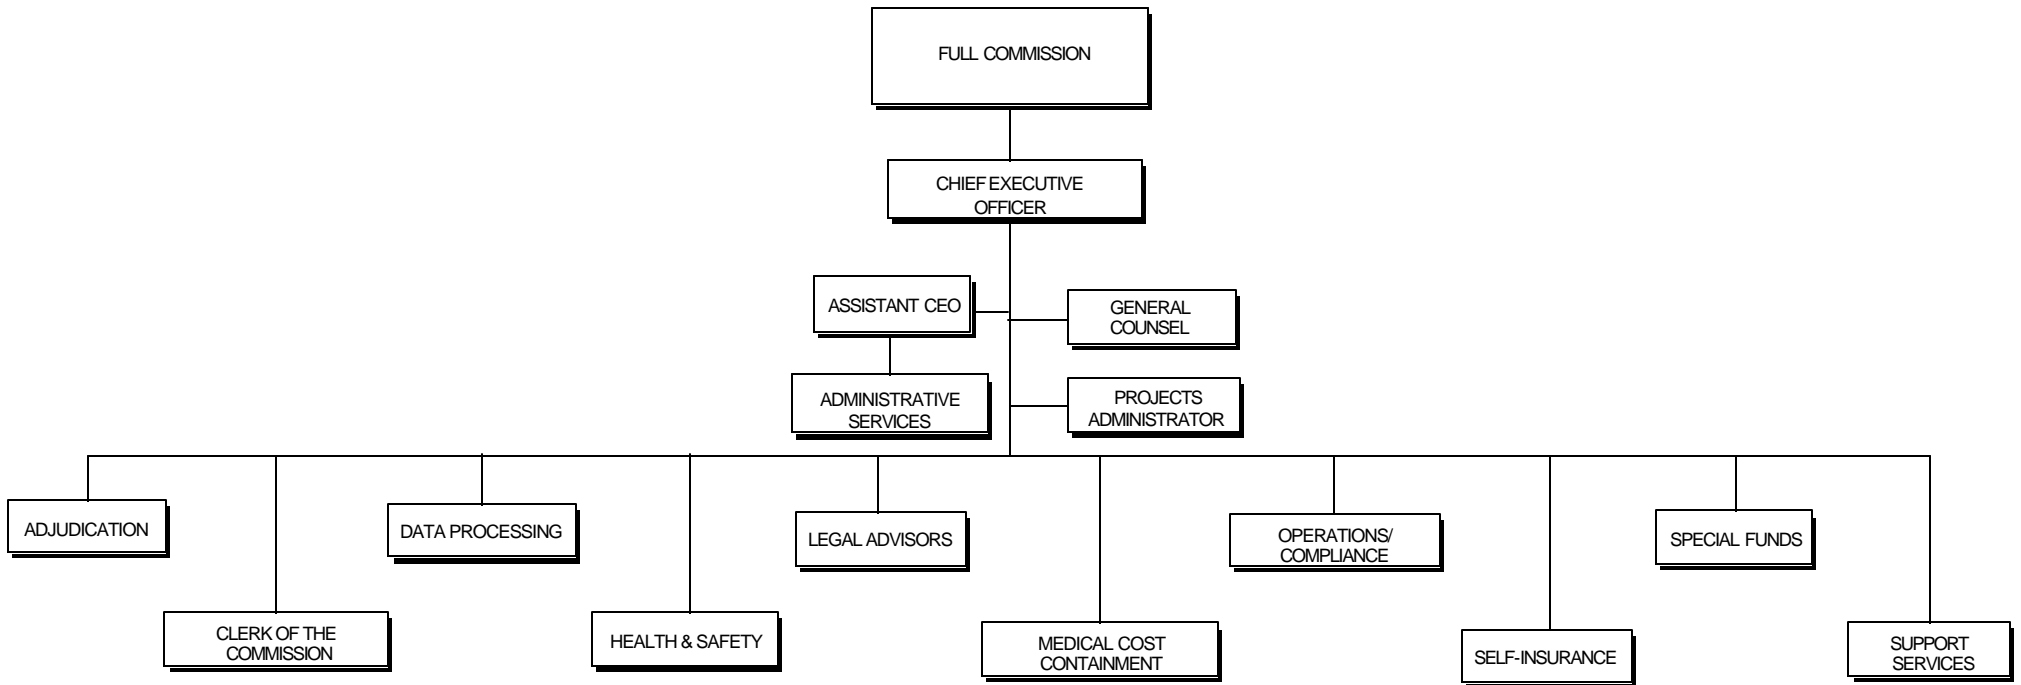 FULL COMMISSION
CHIEF EXECUTIVE
OFFICER
ASSISTANT CEO
GENERAL
COUNSEL
ADMINISTRATIVE
SERVICES
PROJECTS
ADMINISTRATOR
ADJUDICATION
DATA PROCESSING
LEGAL ADVISORS
OPERATIONS/
COMPLIANCE
SPECIAL FUNDS
CLERK OF THE
COMMISSION
HEALTH & SAFETY
MEDICAL COST
CONTAINMENT
SELF-INSURANCE
SUPPORT
SERVICES